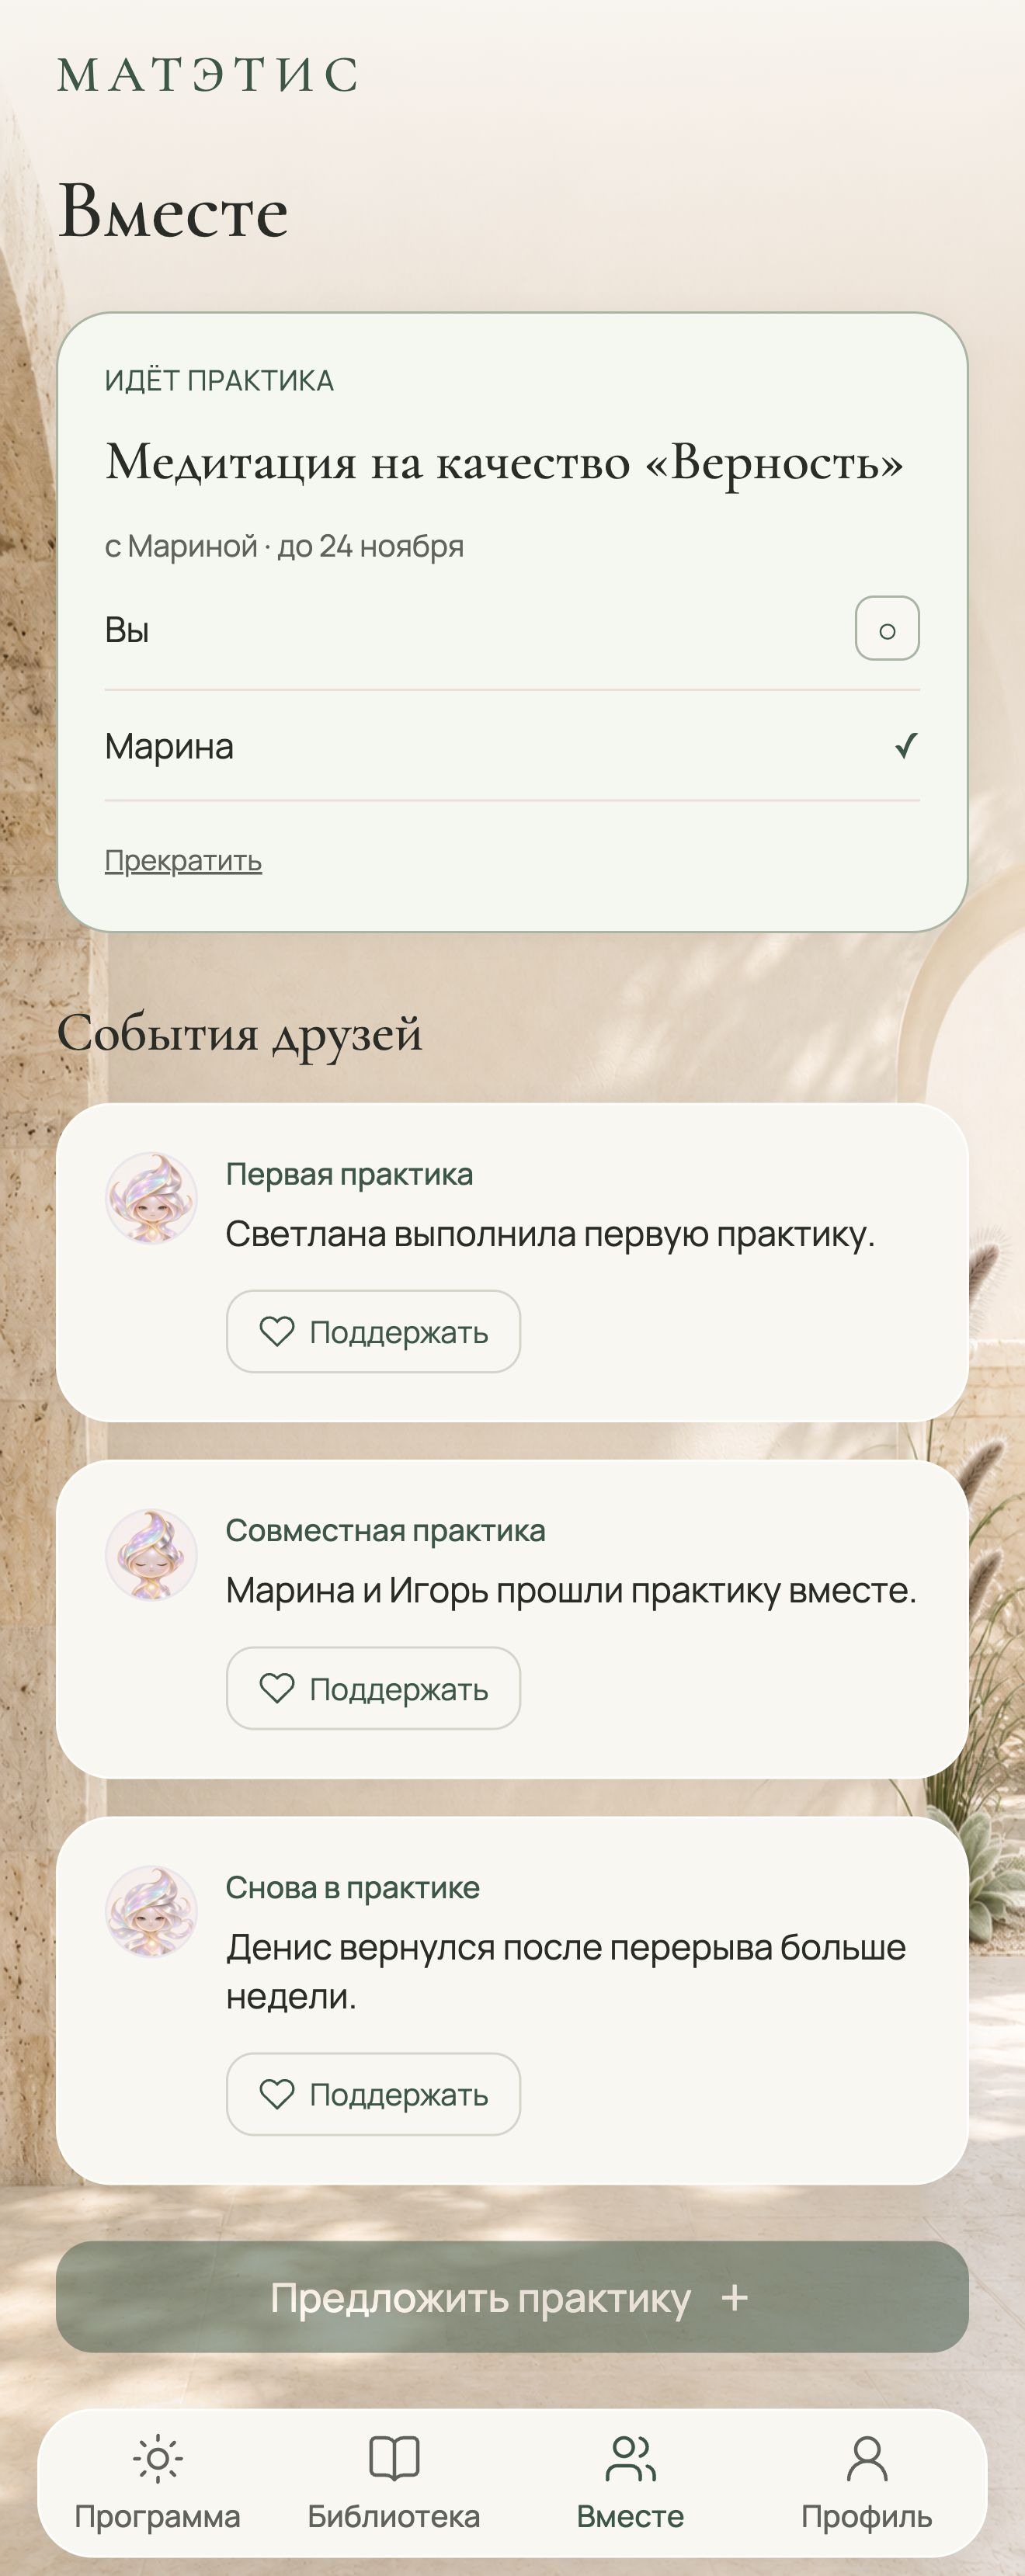 МАТЭТИС
Вместе
ИДЁТ ПРАКТИКА
Медитация на качество «Верность»
с Мариной · до 24 ноября
Вы
Марина
Прекратить
События друзей
Первая практика
Светлана выполнила первую практику.
Поддержать
Совместная практика
Марина и Игорь прошли практику вместе.
Поддержать
Снова в практике
Денис вернулся после перерыва больше
недели.
Поддержать
Предложить практику +
Программа
Библиотека
Вместе
Профиль